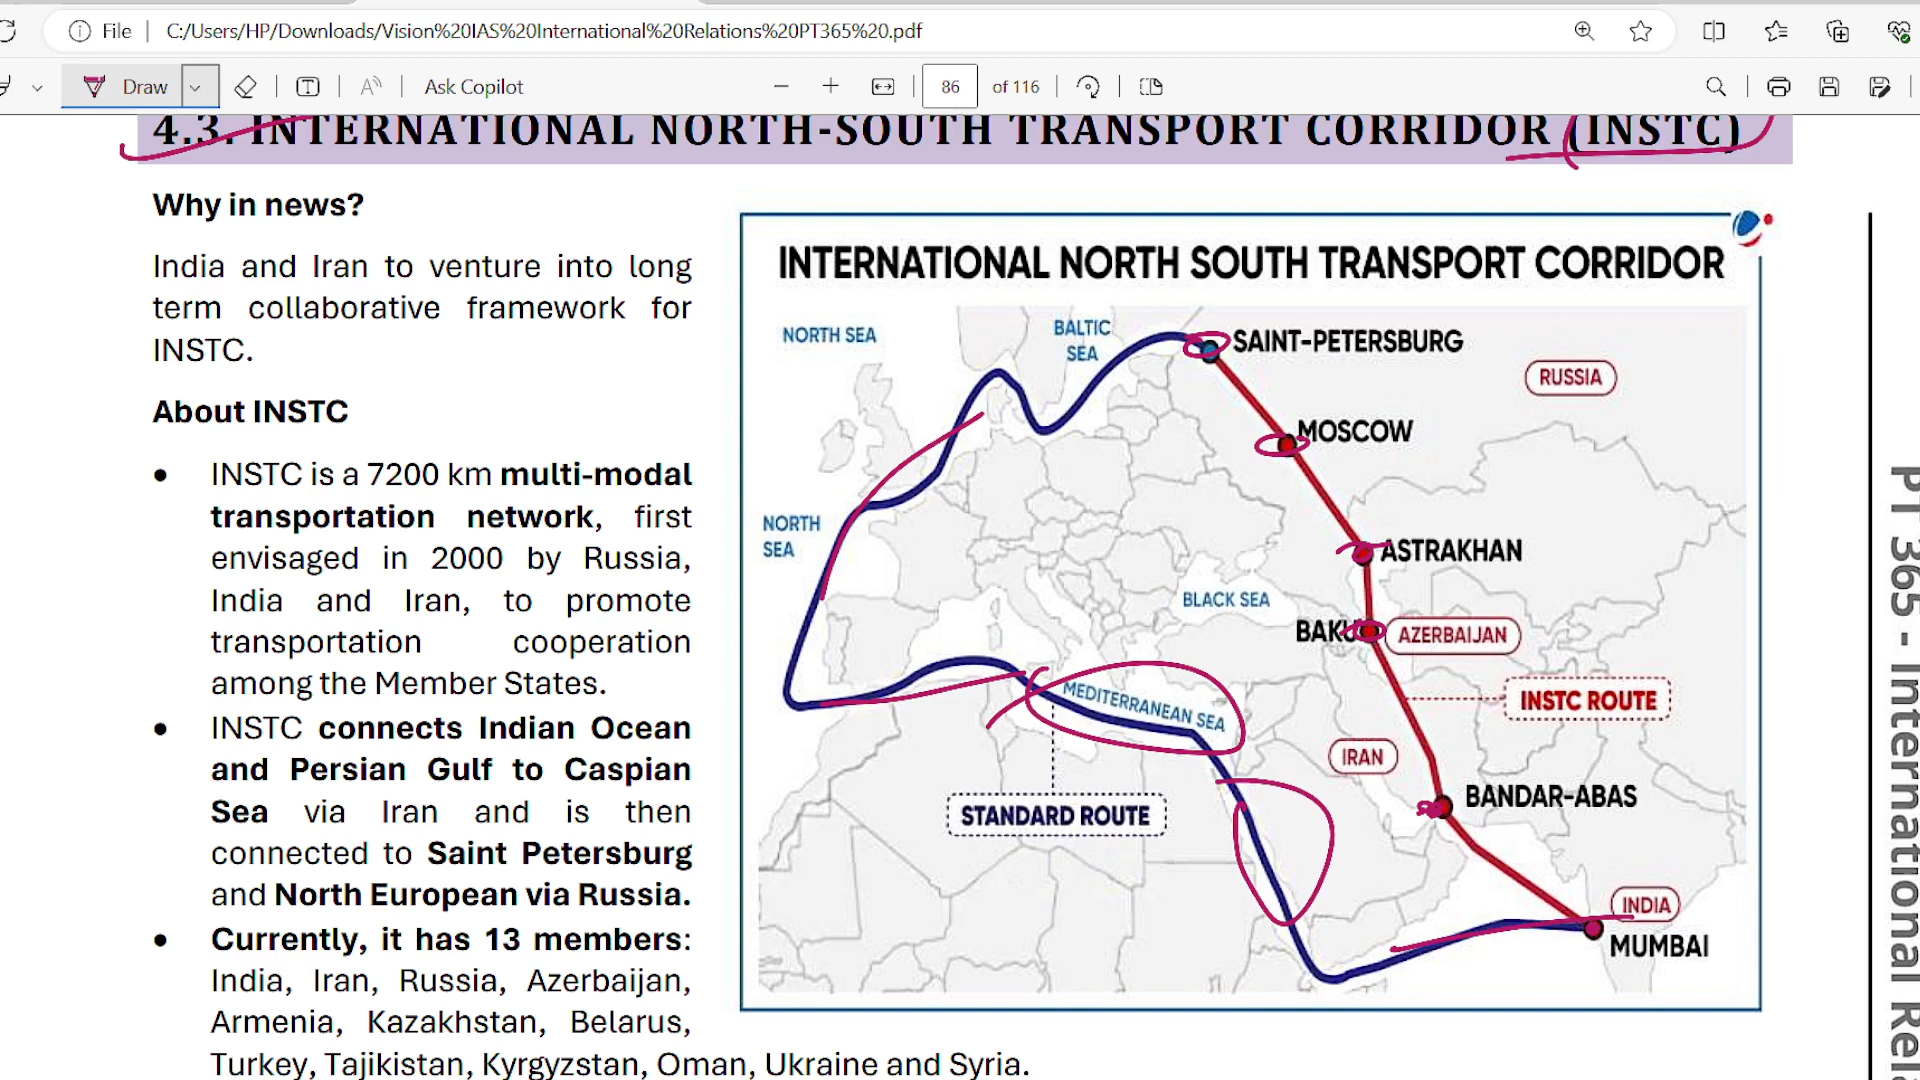 File
C:/Users/HP/Downloads/Vision%20IAS%20International%20Relations%20PT365%20.pdf
Draw
Ask Copilot
86
of 116
4.3. INTERNATIONAL NORTH-SOUTH TRANSPORT CORRIDOR (INSTC)
Why in news?
India and Iran to venture into long
term collaborative framework for
INSTC.
About INSTC
• INSTC is a 7200 km multi-modal
transportation network, first
envisaged in 2000 by Russia,
India and Iran, to promote
transportation cooperation
among the Member States.
• INSTC connects Indian Ocean
and Persian Gulf to Caspian
Sea via Iran and is then
connected to Saint Petersburg
and North European via Russia.
• Currently, it has 13 members:
India, Iran, Russia, Azerbaijan,
Armenia, Kazakhstan, Belarus,
Turkey, Tajikistan, Kyrgyzstan, Oman, Ukraine and Syria.
INTERNATIONAL NORTH SOUTH TRANSPORT CORRIDOR
NORTH SEA
BALTIC
SEA
SAINT-PETERSBURG
RUSSIA
MOSCOW
NORTH
SEA
ASTRAKHAN
BLACK SEA
BAKU
AZERBAIJAN
MEDITERRANEAN SEA
INSTC ROUTE
IRAN
BANDAR-ABAS
STANDARD ROUTE
INDIA
MUMBAI
PT 365 - International Rela